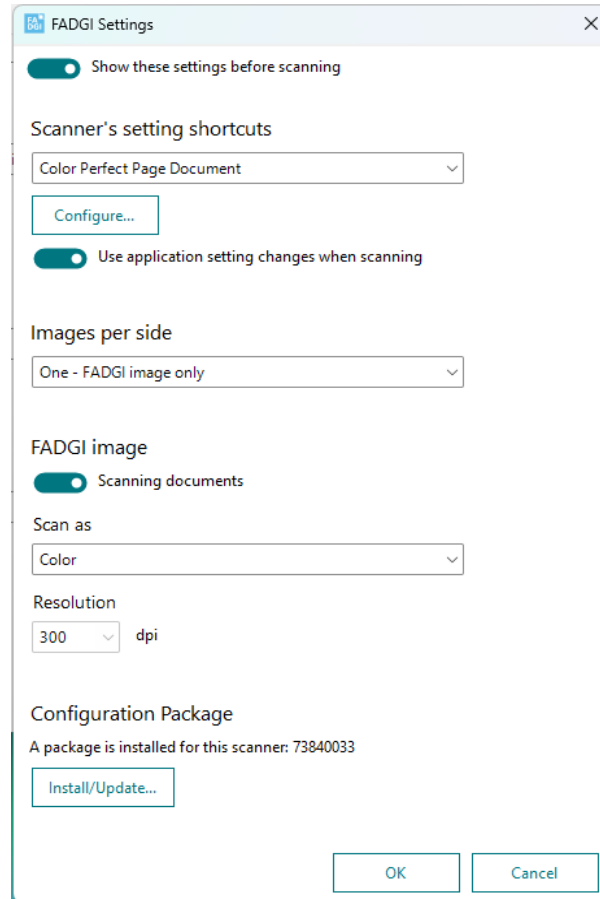 FADGI
FADGI Settings
Show these settings before scanning
Scanner's setting shortcuts
Color Perfect Page Document
Configure...
Use application setting changes when scanning
Images per side
One - FADGI image only
FADGI image
Scanning documents
Scan as
Color
Resolution
300 dpi
Configuration Package
A package is installed for this scanner: 73840033
Install/Update...
OK Cancel